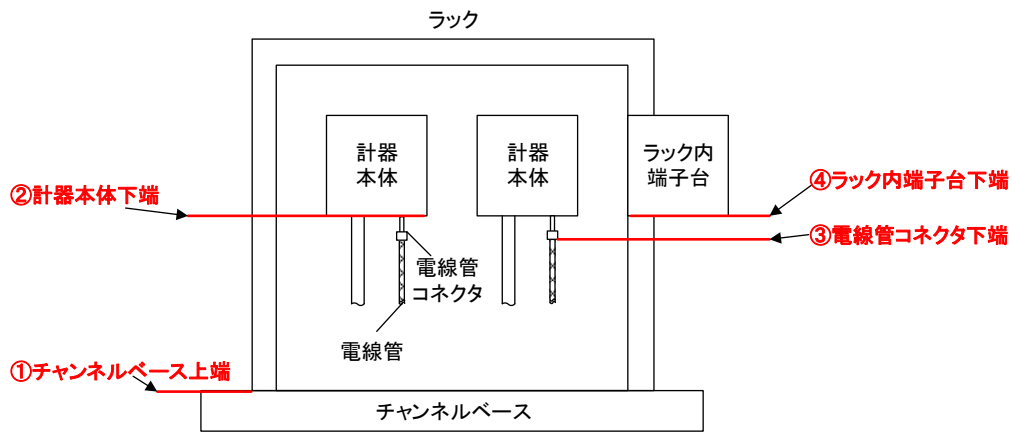 ラック
計器
本体
計器
本体
ラック内
端子台
②計器本体下端
④ラック内端子台下端
③電線管コネクタ下端
電線管
コネクタ
電線管
①チャンネルベース上端
チャンネルベース